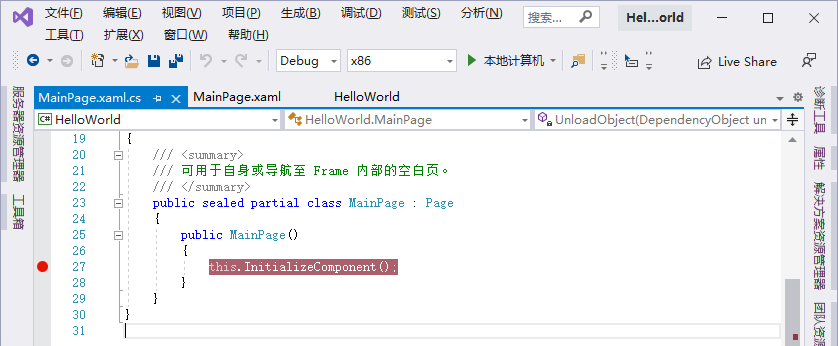 文件(F) 编辑(E) 视图(V) 项目(P) 生成(B) 调试(D) 测试(S) 分析(N) 搜索... Hel...orld
工具(T) 扩展(X) 窗口(W) 帮助(H)
Debug x86 本地计算机 Live Share
MainPage.xaml.cs MainPage.xaml HelloWorld
C# HelloWorld HelloWorld.MainPage UnloadObject(DependencyObject un
19 {
20 /// <summary>
21 /// 可用于自身或导航至 Frame 内部的空白页。
22 /// </summary>
23 public sealed partial class MainPage : Page
24 {
25 public MainPage()
26 {
27 this.InitializeComponent();
28 }
29 }
30 }
31
服务器资源管理器
工具箱
诊断工具
属性
解决方案资源管理器
团队资源